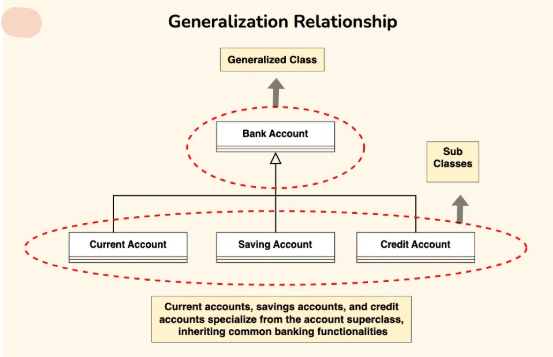 Generalization Relationship
Generalized Class
Bank Account
Sub
Classes
Current Account
Saving Account
Credit Account
Current accounts, savings accounts, and credit
accounts specialize from the account superclass,
inheriting common banking functionalities